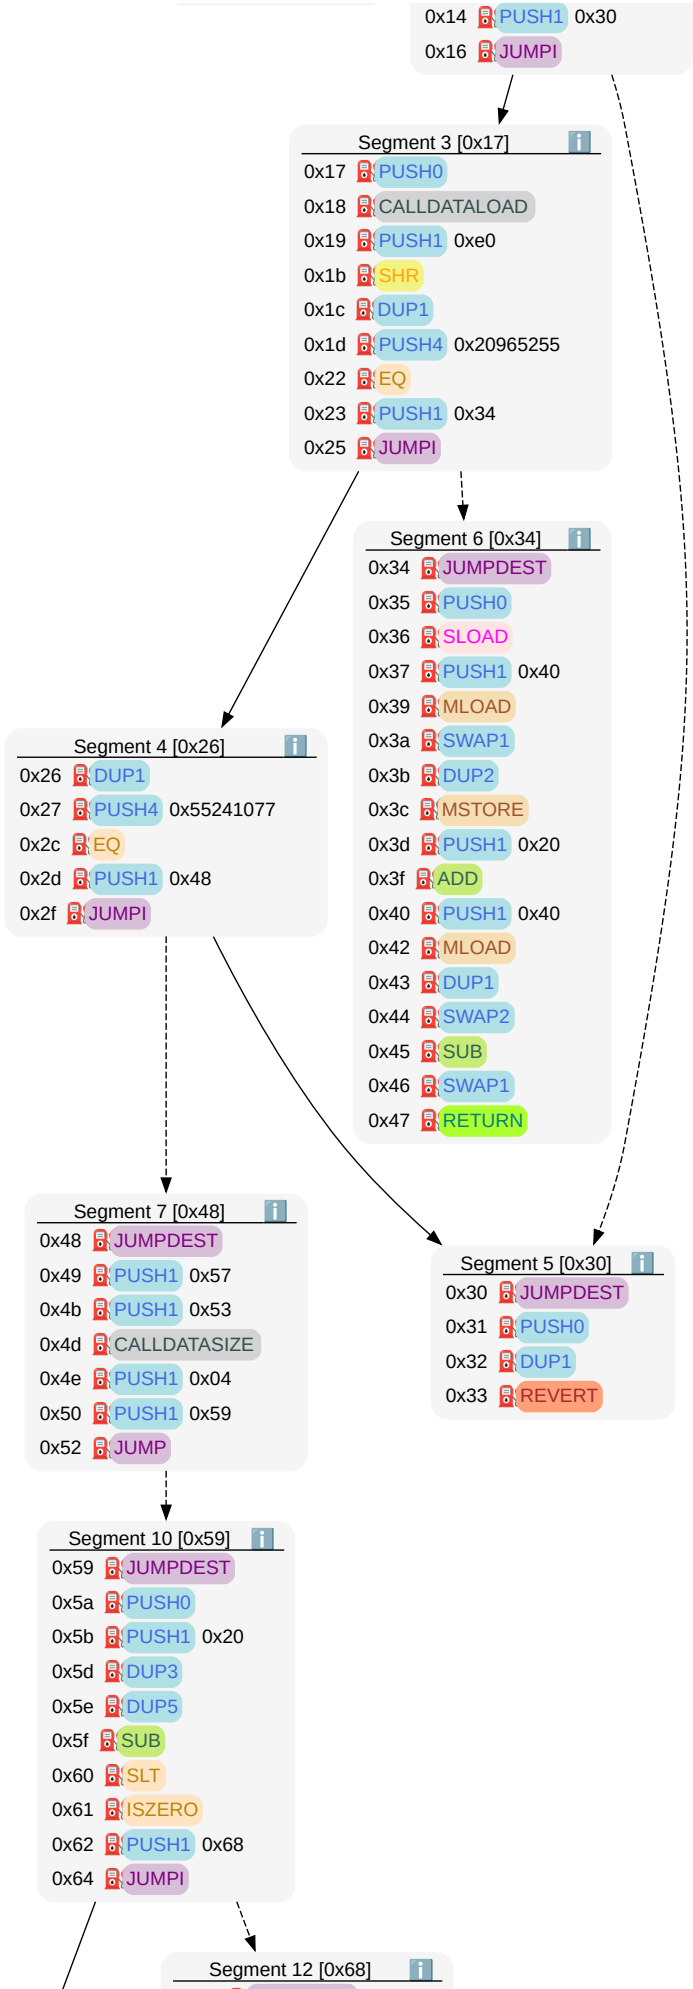 0x14 PUSH1 0x30
0x16 JUMPI
Segment 3 [0x17]
0x17 PUSH0
0x18 CALLDATALOAD
0x19 PUSH1 0xe0
0x1b SHR
0x1c DUP1
0x1d PUSH4 0x20965255
0x22 EQ
0x23 PUSH1 0x34
0x25 JUMPI
Segment 6 [0x34]
0x34 JUMPDEST
0x35 PUSH0
0x36 SLOAD
0x37 PUSH1 0x40
0x39 MLOAD
0x3a SWAP1
0x3b DUP2
0x3c MSTORE
0x3d PUSH1 0x20
0x3f ADD
0x40 PUSH1 0x40
0x42 MLOAD
0x43 DUP1
0x44 SWAP2
0x45 SUB
0x46 SWAP1
0x47 RETURN
Segment 4 [0x26]
0x26 DUP1
0x27 PUSH4 0x55241077
0x2c EQ
0x2d PUSH1 0x48
0x2f JUMPI
Segment 7 [0x48]
0x48 JUMPDEST
0x49 PUSH1 0x57
0x4b PUSH1 0x53
0x4d CALLDATASIZE
0x4e PUSH1 0x04
0x50 PUSH1 0x59
0x52 JUMP
Segment 5 [0x30]
0x30 JUMPDEST
0x31 PUSH0
0x32 DUP1
0x33 REVERT
Segment 10 [0x59]
0x59 JUMPDEST
0x5a PUSH0
0x5b PUSH1 0x20
0x5d DUP3
0x5e DUP5
0x5f SUB
0x60 SLT
0x61 ISZERO
0x62 PUSH1 0x68
0x64 JUMPI
Segment 12 [0x68]